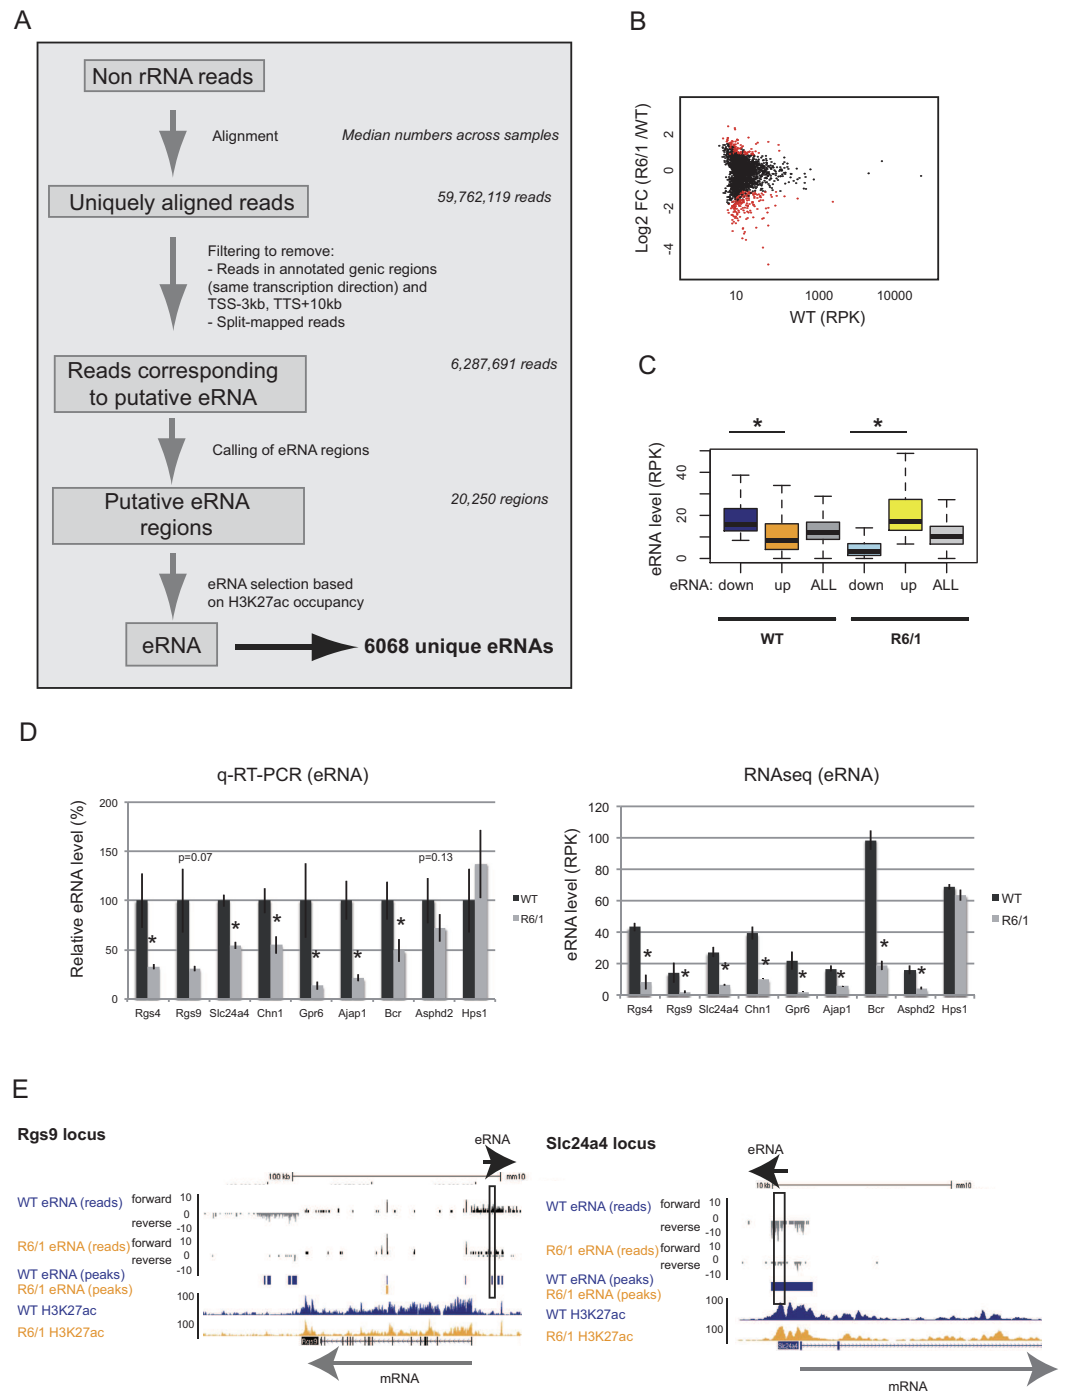 A
Non rRNA reads
Alignment
Median numbers across samples
Uniquely aligned reads
59,762,119 reads
Filtering to remove:
- Reads in annotated genic regions
(same transcription direction) and
TSS-3kb, TTS+10kb
- Split-mapped reads
Reads corresponding
to putative eRNA
6,287,691 reads
Calling of eRNA regions
Putative eRNA
regions
20,250 regions
eRNA selection based
on H3K27ac occupancy
eRNA
6068 unique eRNAs
B
Log2 FC (R6/1 /WT)
2
0
-2
-4
10
1000
10000
WT (RPK)
C
eRNA level (RPK)
40
20
0
*
*
eRNA: down up ALL down up ALL
WT
R6/1
D
q-RT-PCR (eRNA)
Relative eRNA level (%)
200
150
100
50
0
p=0.07
p=0.13
* * * * * *
WT
R6/1
Rgs4 Rgs9 Slc24a4 Chn1 Gpr6 Ajap1 Bcr Asphd2 Hps1
RNAseq (eRNA)
eRNA level (RPK)
120
100
80
60
40
20
0
* * * * * * * *
WT
R6/1
Rgs4 Rgs9 Slc24a4 Chn1 Gpr6 Ajap1 Bcr Asphd2 Hps1
E
Rgs9 locus
eRNA
100 kb
mm10
WT eRNA (reads) forward 10
0
reverse -10
R6/1 eRNA (reads) forward 10
0
reverse
-10
WT eRNA (peaks)
R6/1 eRNA (peaks)
WT H3K27ac 100
R6/1 H3K27ac 100
Rgs9
mRNA
Slc24a4 locus
eRNA
10 kb
mm10
WT eRNA (reads) forward 10
0
reverse -10
R6/1 eRNA (reads) forward 10
0
reverse
-10
WT eRNA (peaks)
R6/1 eRNA (peaks)
WT H3K27ac 100
R6/1 H3K27ac 100
Slc24a4
mRNA